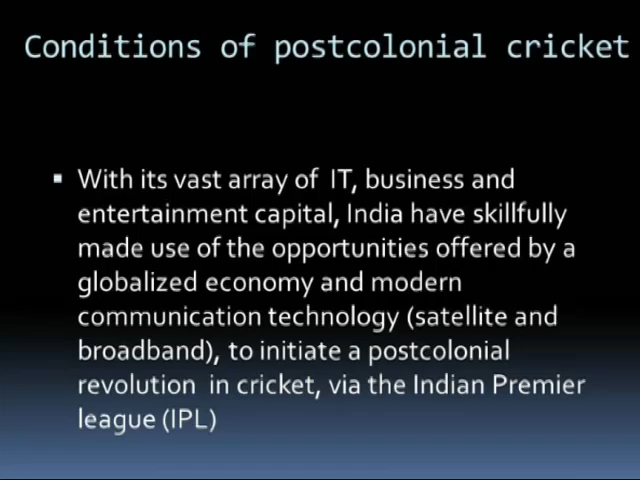 Conditions of postcolonial cricket
▪ With its vast array of IT, business and
entertainment capital, India have skillfully
made use of the opportunities offered by a
globalized economy and modern
communication technology (satellite and
broadband), to initiate a postcolonial
revolution in cricket, via the Indian Premier
league (IPL)